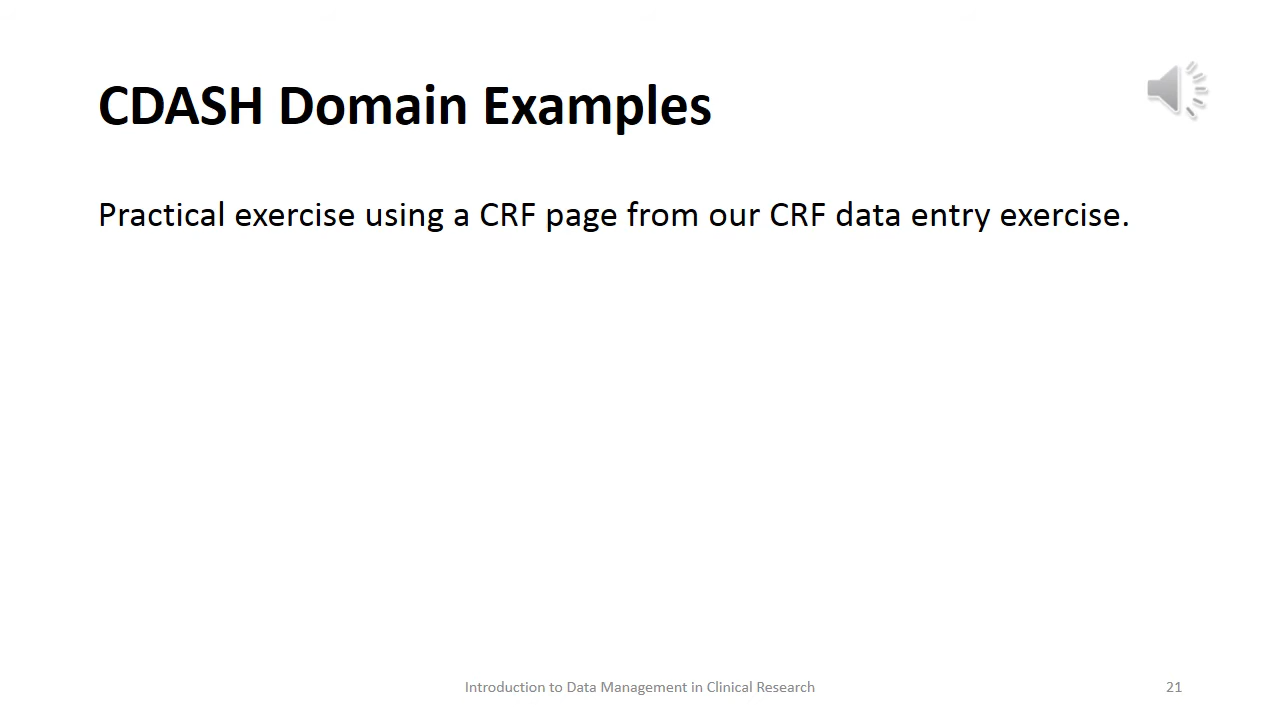 CDASH Domain Examples
Practical exercise using a CRF page from our CRF data entry exercise.
Introduction to Data Management in Clinical Research
21